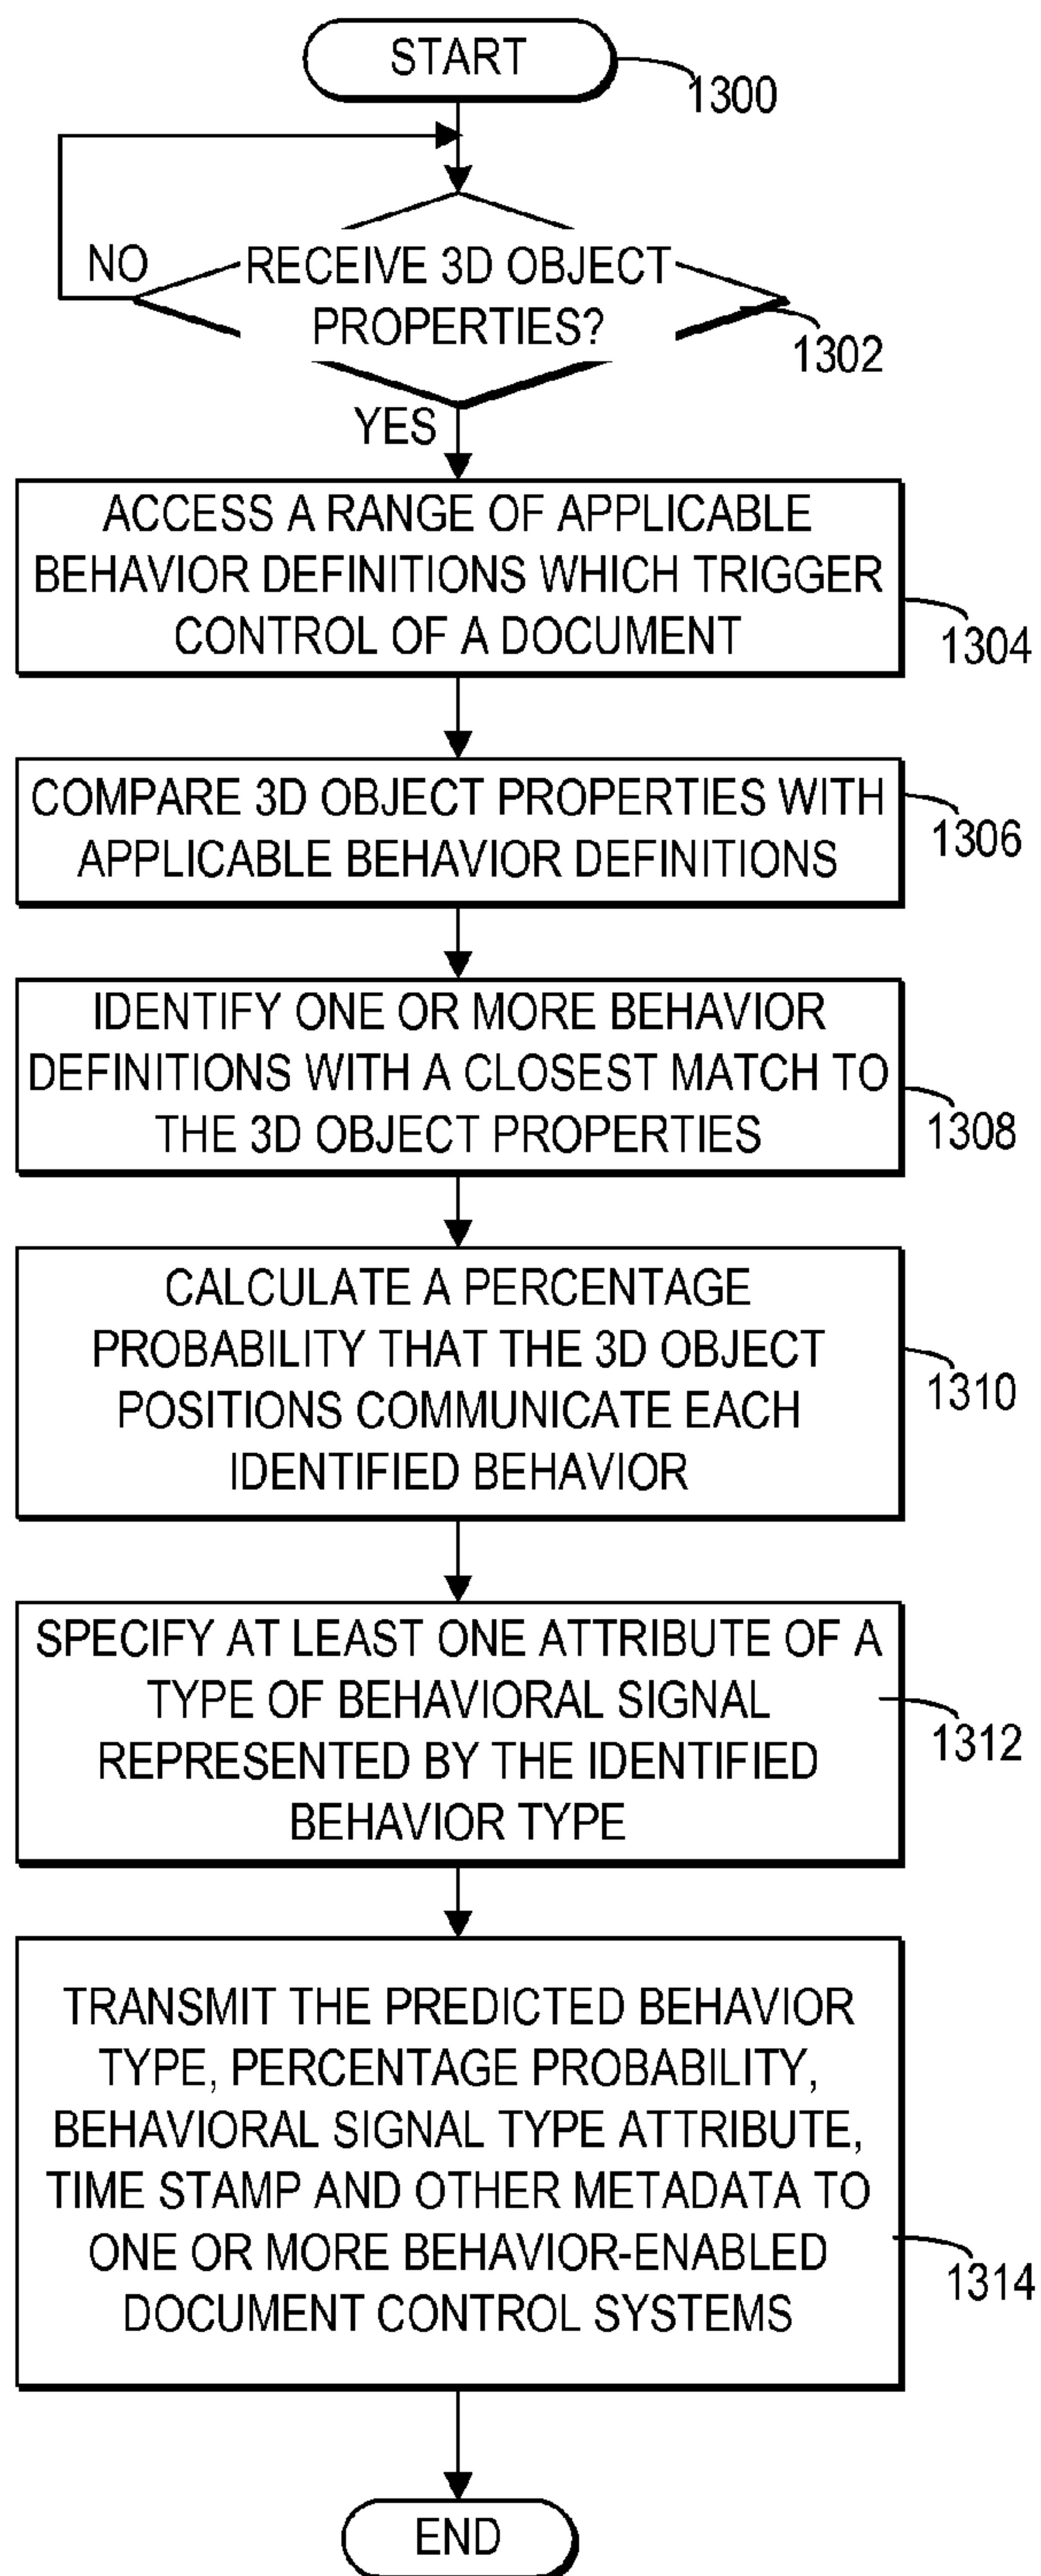 START
1300
NO
RECEIVE 3D OBJECT
PROPERTIES?
1302
YES
ACCESS A RANGE OF APPLICABLE
BEHAVIOR DEFINITIONS WHICH TRIGGER
CONTROL OF A DOCUMENT
1304
COMPARE 3D OBJECT PROPERTIES WITH
APPLICABLE BEHAVIOR DEFINITIONS
1306
IDENTIFY ONE OR MORE BEHAVIOR
DEFINITIONS WITH A CLOSEST MATCH TO
THE 3D OBJECT PROPERTIES
1308
CALCULATE A PERCENTAGE
PROBABILITY THAT THE 3D OBJECT
POSITIONS COMMUNICATE EACH
IDENTIFIED BEHAVIOR
1310
SPECIFY AT LEAST ONE ATTRIBUTE OF A
TYPE OF BEHAVIORAL SIGNAL
REPRESENTED BY THE IDENTIFIED
BEHAVIOR TYPE
1312
TRANSMIT THE PREDICTED BEHAVIOR
TYPE, PERCENTAGE PROBABILITY,
BEHAVIORAL SIGNAL TYPE ATTRIBUTE,
TIME STAMP AND OTHER METADATA TO
ONE OR MORE BEHAVIOR-ENABLED
DOCUMENT CONTROL SYSTEMS
1314
END